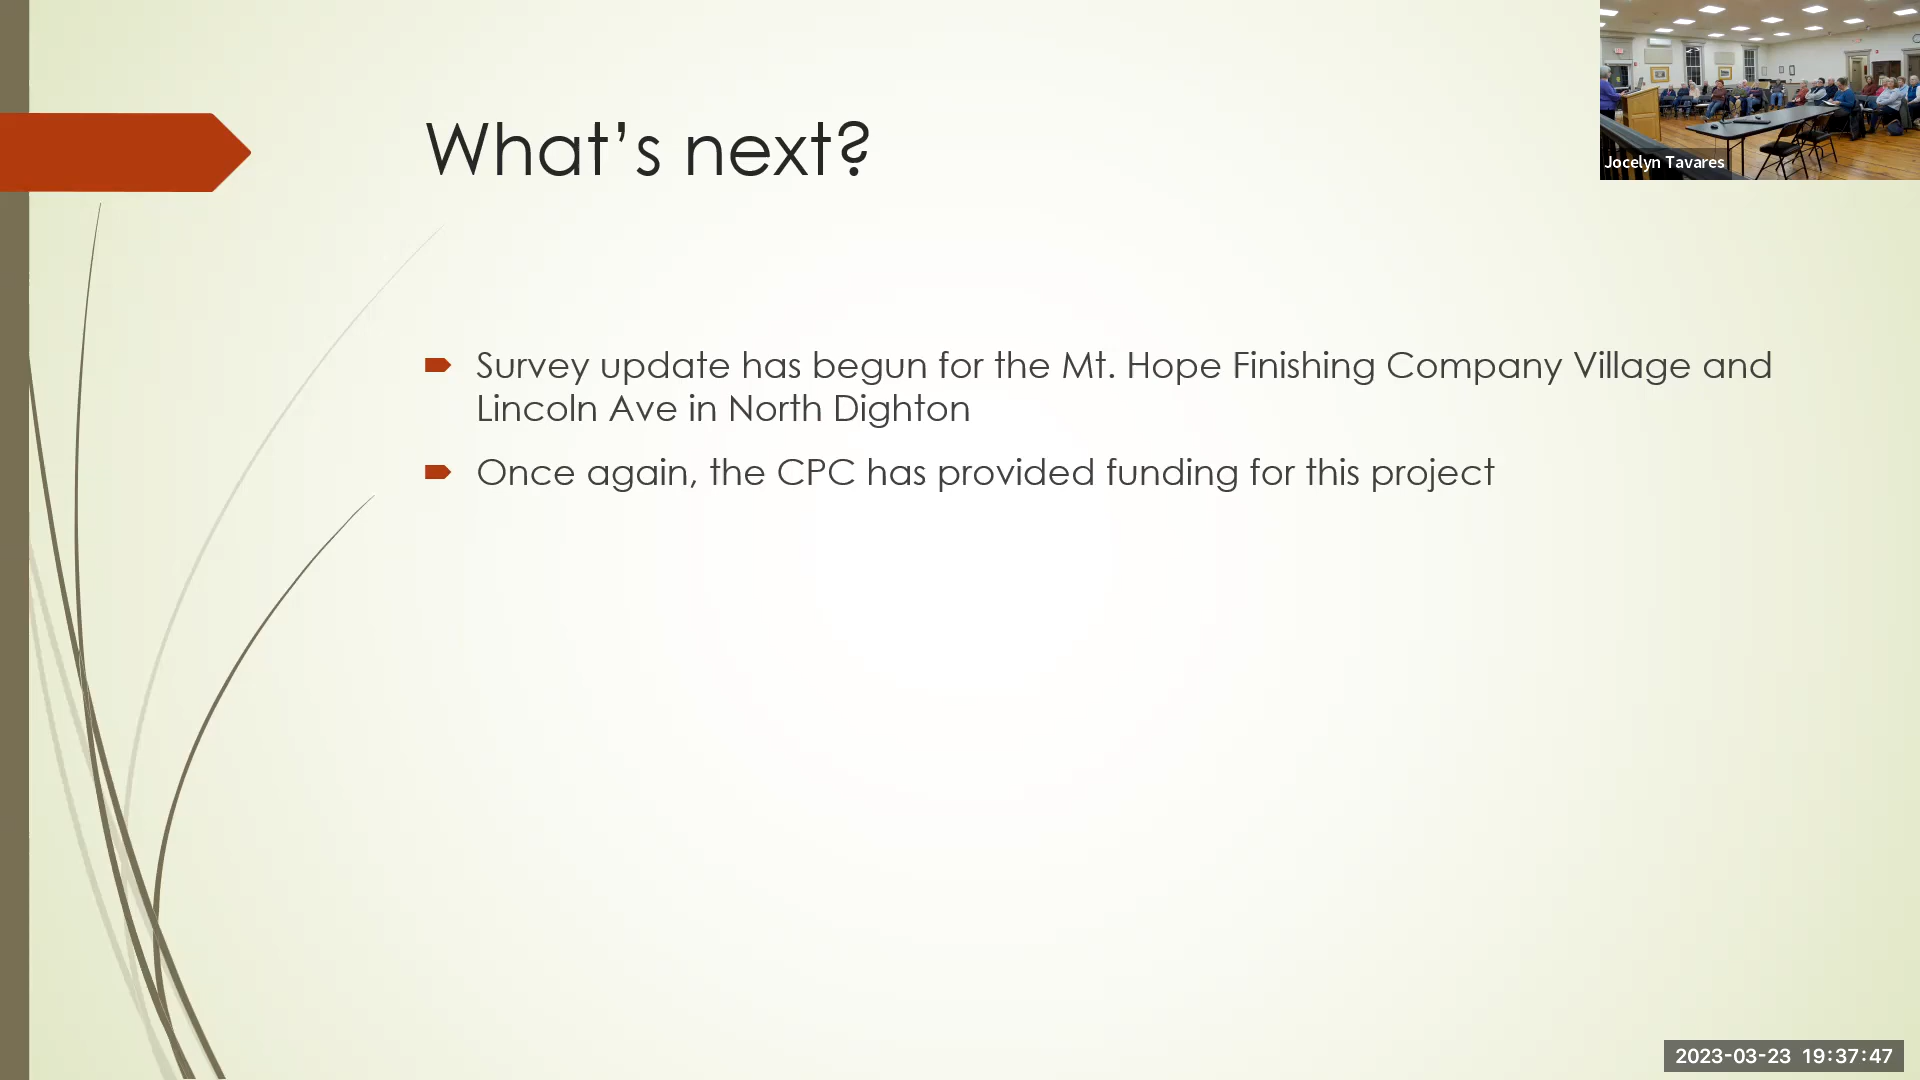 What’s next?
Jocelyn Tavares
Survey update has begun for the Mt. Hope Finishing Company Village and
Lincoln Ave in North Dighton
Once again, the CPC has provided funding for this project
2023-03-23 19:37:47